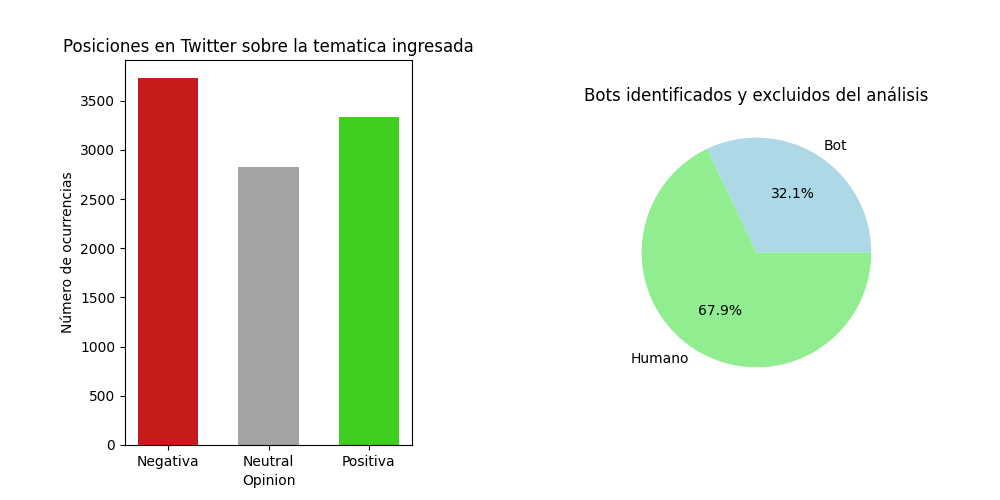 Posiciones en Twitter sobre la tematica ingresada
Número de ocurrencias
3500
3000
2500
2000
1500
1000
500
0
Negativa
Neutral
Positiva
Opinion
Bots identificados y excluidos del análisis
Bot
32.1%
67.9%
Humano